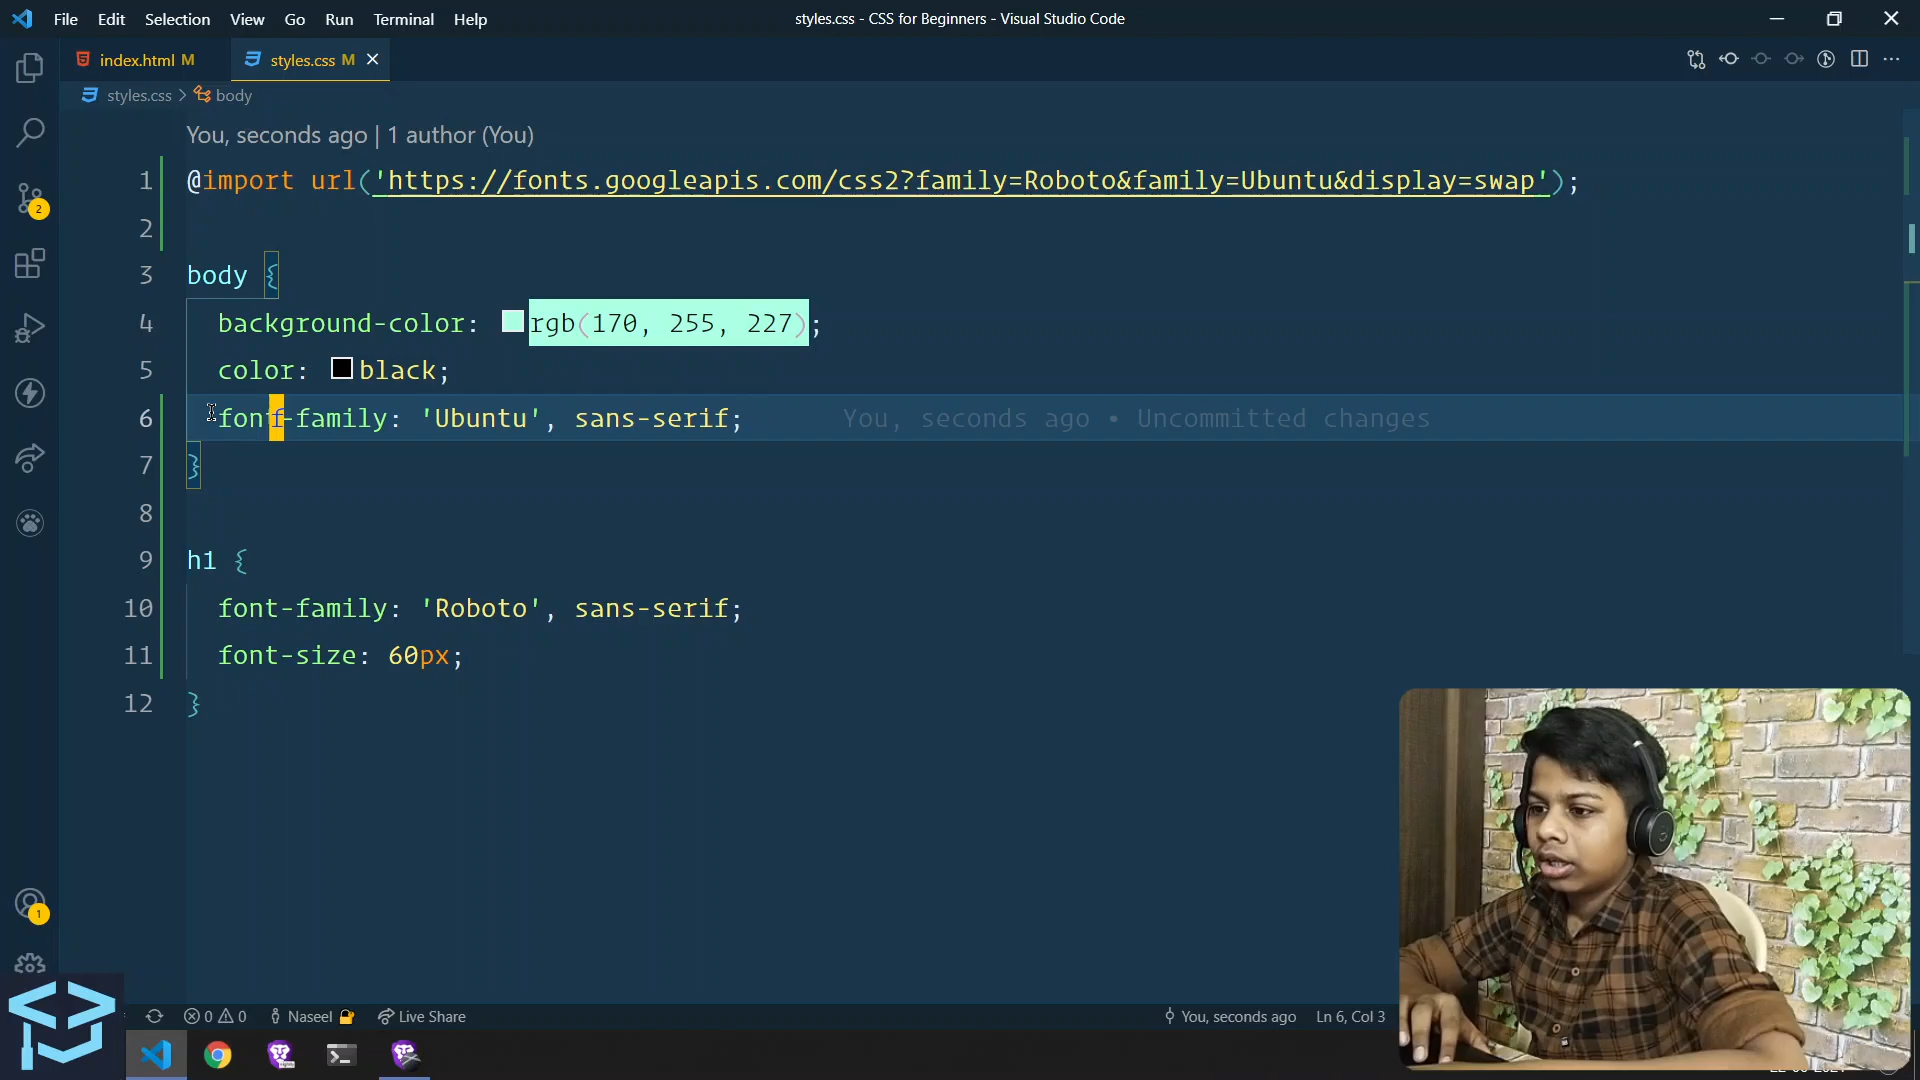 File Edit Selection View Go Run Terminal Help
styles.css - CSS for Beginners - Visual Studio Code
index.html M
styles.css M
styles.css > body
You, seconds ago | 1 author (You)
1 @import url('https://fonts.googleapis.com/css2?family=Roboto&family=Ubuntu&display=swap');
2
3 body {
4 background-color: rgb(170, 255, 227);
5 color: black;
6 font-family: 'Ubuntu', sans-serif; You, seconds ago • Uncommitted changes
7 }
8
9 h1 {
10 font-family: 'Roboto', sans-serif;
11 font-size: 60px;
12 }
2
1
0 0 Naseel Live Share You, seconds ago Ln 6, Col 3